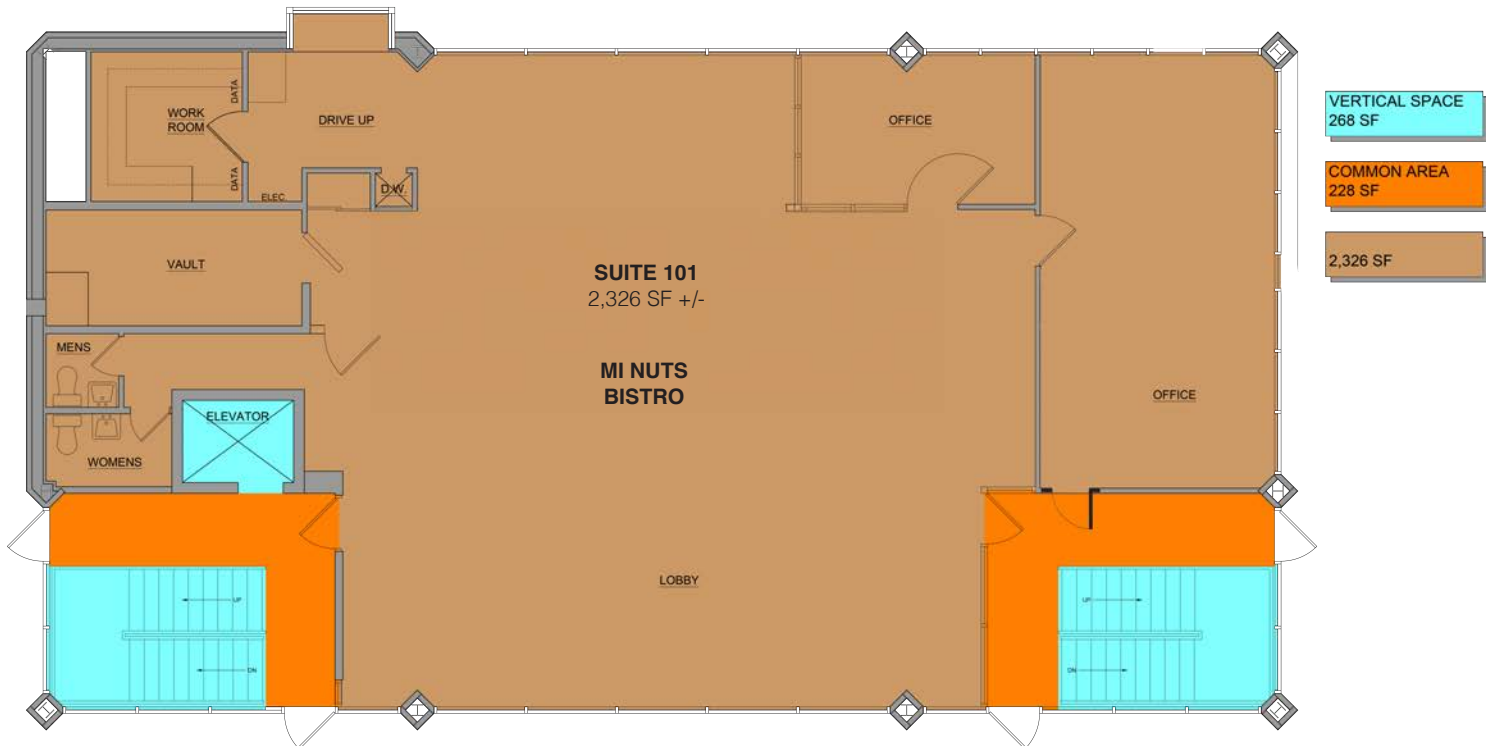 VERTICAL SPACE
268 SF
COMMON AREA
228 SF
2,326 SF
DATA
WORK
ROOM
DRIVE UP
OFFICE
DATA
ELEC.
D.W.
VAULT
SUITE 101
2,326 SF +/-
MENS
MI NUTS
BISTRO
ELEVATOR
OFFICE
WOMENS
LOBBY
UP
UP
DN
DN